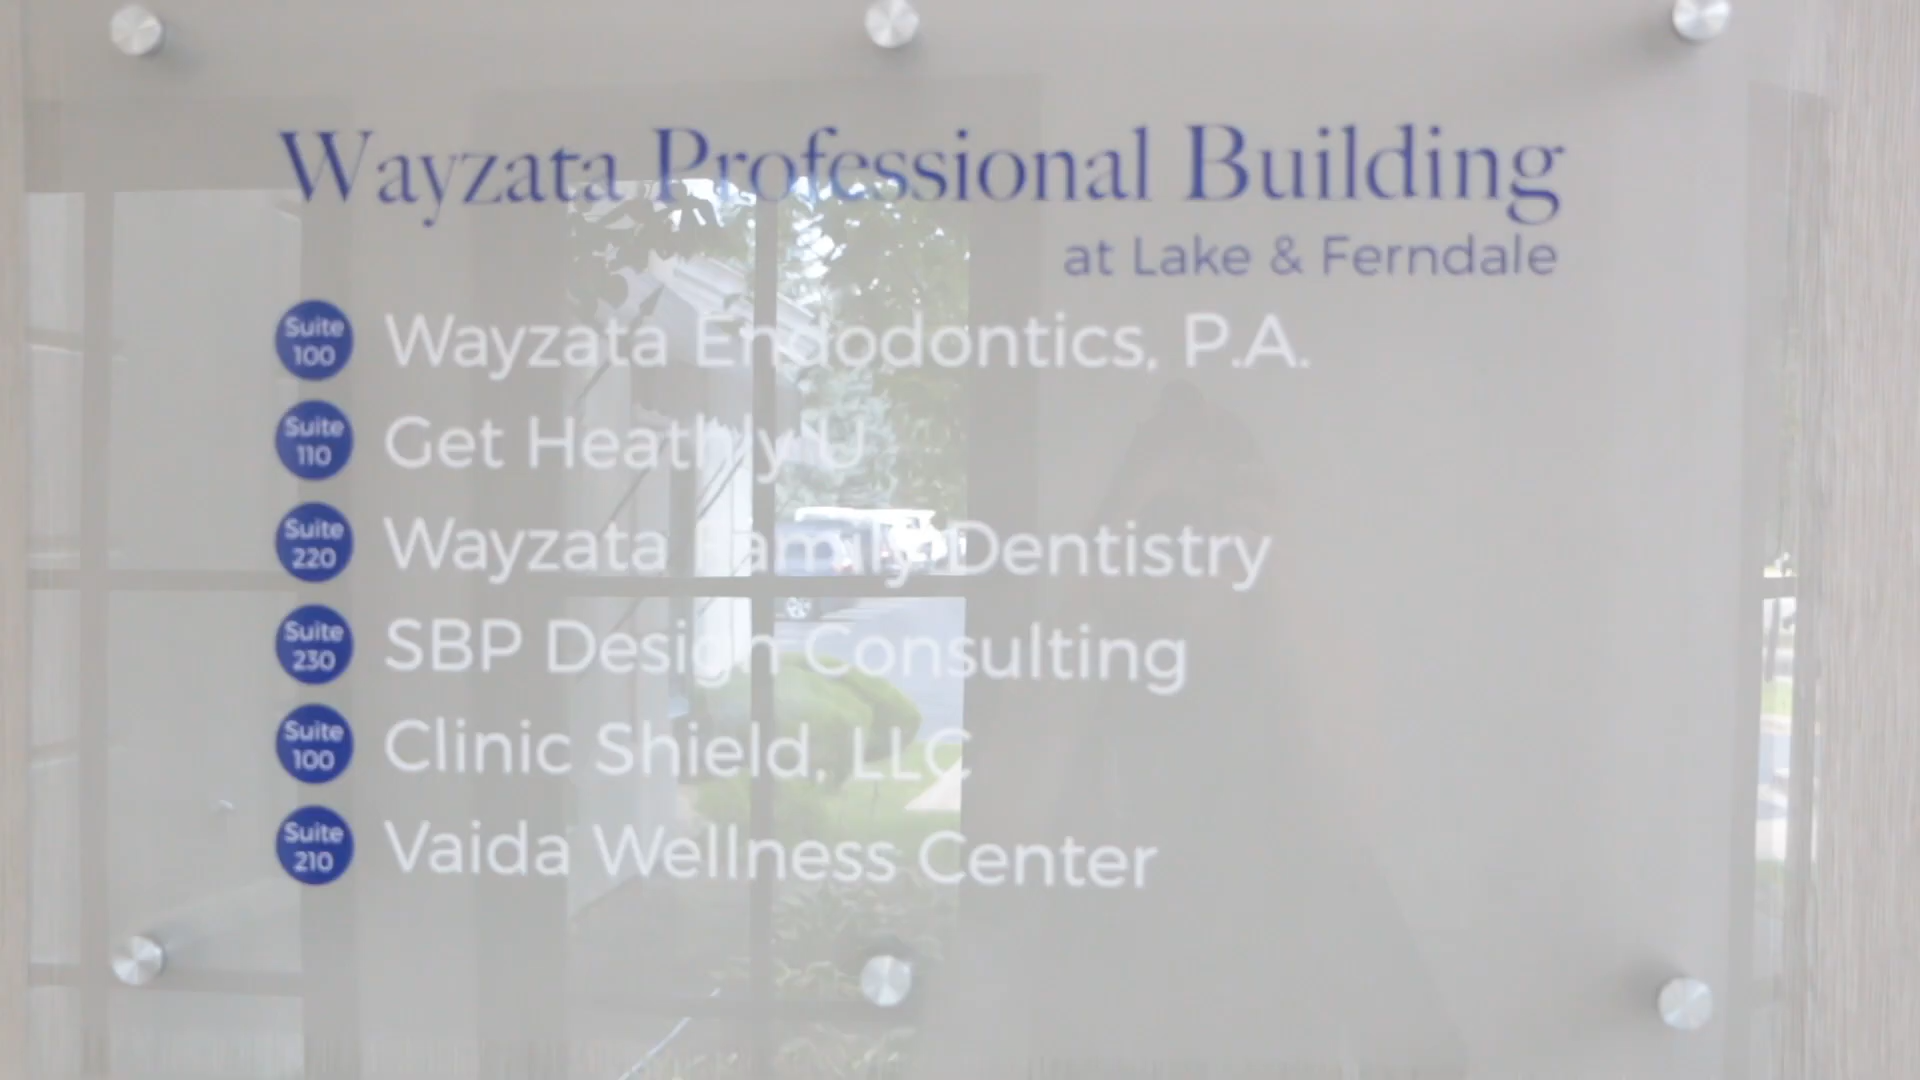 Wayzata Professional Building
at Lake & Ferndale
Suite 100 Wayzata Endodontics, P.A.
Suite 110 Get Heathly U
Suite 220 Wayzata Family Dentistry
Suite 230 SBP Design Consulting
Suite 100 Clinic Shield, LLC
Suite 210 Vaida Wellness Center